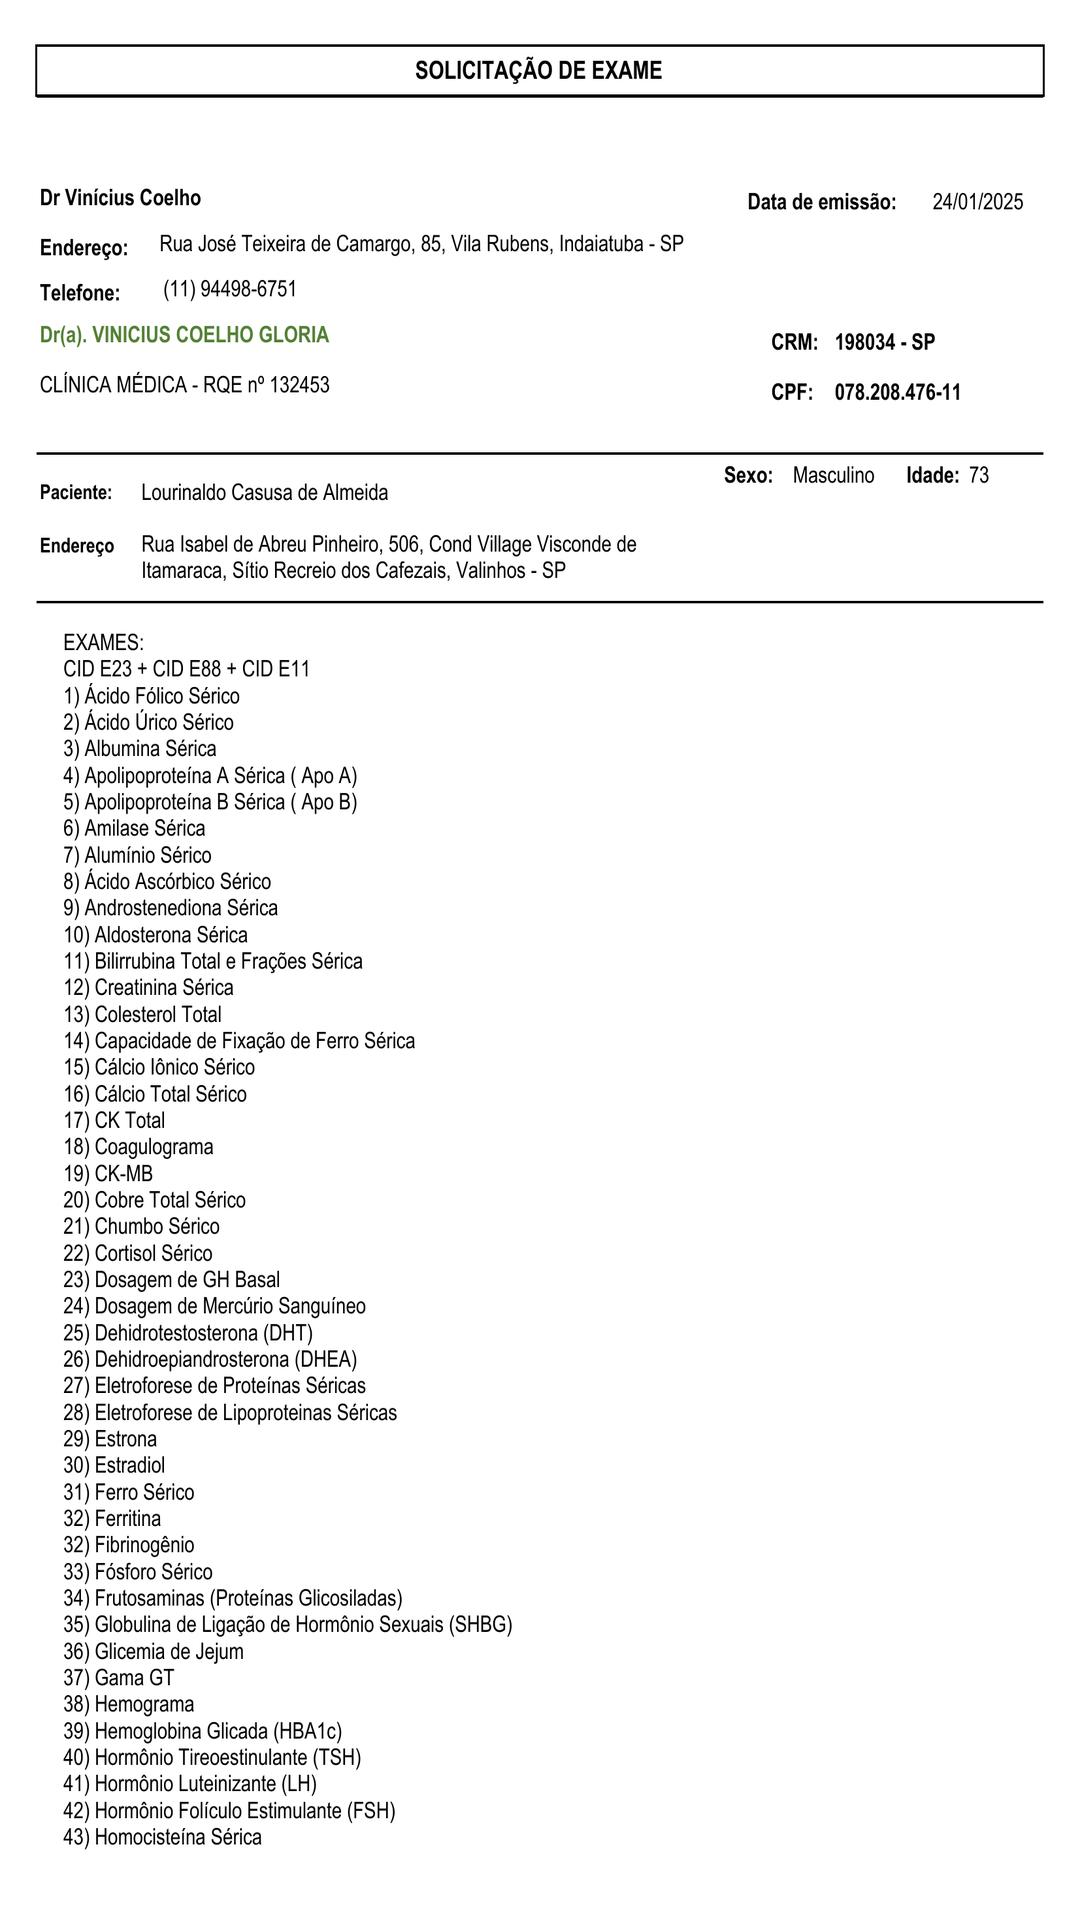 SOLICITAÇÃO DE EXAME
Dr Vinícius Coelho
Data de emissão: 24/01/2025
Endereço: Rua José Teixeira de Camargo, 85, Vila Rubens, Indaiatuba - SP
Telefone: (11) 94498-6751
Dr(a). VINICIUS COELHO GLORIA
CRM: 198034 - SP
CLÍNICA MÉDICA - RQE nº 132453
CPF: 078.208.476-11
Sexo: Masculino Idade: 73
Paciente: Lourinaldo Casusa de Almeida
Endereço Rua Isabel de Abreu Pinheiro, 506, Cond Village Visconde de
Itamaraca, Sítio Recreio dos Cafezais, Valinhos - SP
EXAMES:
CID E23 + CID E88 + CID E11
1) Ácido Fólico Sérico
2) Ácido Úrico Sérico
3) Albumina Sérica
4) Apolipoproteína A Sérica ( Apo A)
5) Apolipoproteína B Sérica ( Apo B)
6) Amilase Sérica
7) Alumínio Sérico
8) Ácido Ascórbico Sérico
9) Androstenediona Sérica
10) Aldosterona Sérica
11) Bilirrubina Total e Frações Sérica
12) Creatinina Sérica
13) Colesterol Total
14) Capacidade de Fixação de Ferro Sérica
15) Cálcio Iônico Sérico
16) Cálcio Total Sérico
17) CK Total
18) Coagulograma
19) CK-MB
20) Cobre Total Sérico
21) Chumbo Sérico
22) Cortisol Sérico
23) Dosagem de GH Basal
24) Dosagem de Mercúrio Sanguíneo
25) Dehidrotestosterona (DHT)
26) Dehidroepiandrosterona (DHEA)
27) Eletroforese de Proteínas Séricas
28) Eletroforese de Lipoproteinas Séricas
29) Estrona
30) Estradiol
31) Ferro Sérico
32) Ferritina
32) Fibrinogênio
33) Fósforo Sérico
34) Frutosaminas (Proteínas Glicosiladas)
35) Globulina de Ligação de Hormônio Sexuais (SHBG)
36) Glicemia de Jejum
37) Gama GT
38) Hemograma
39) Hemoglobina Glicada (HBA1c)
40) Hormônio Tireoestinulante (TSH)
41) Hormônio Luteinizante (LH)
42) Hormônio Folículo Estimulante (FSH)
43) Homocisteína Sérica